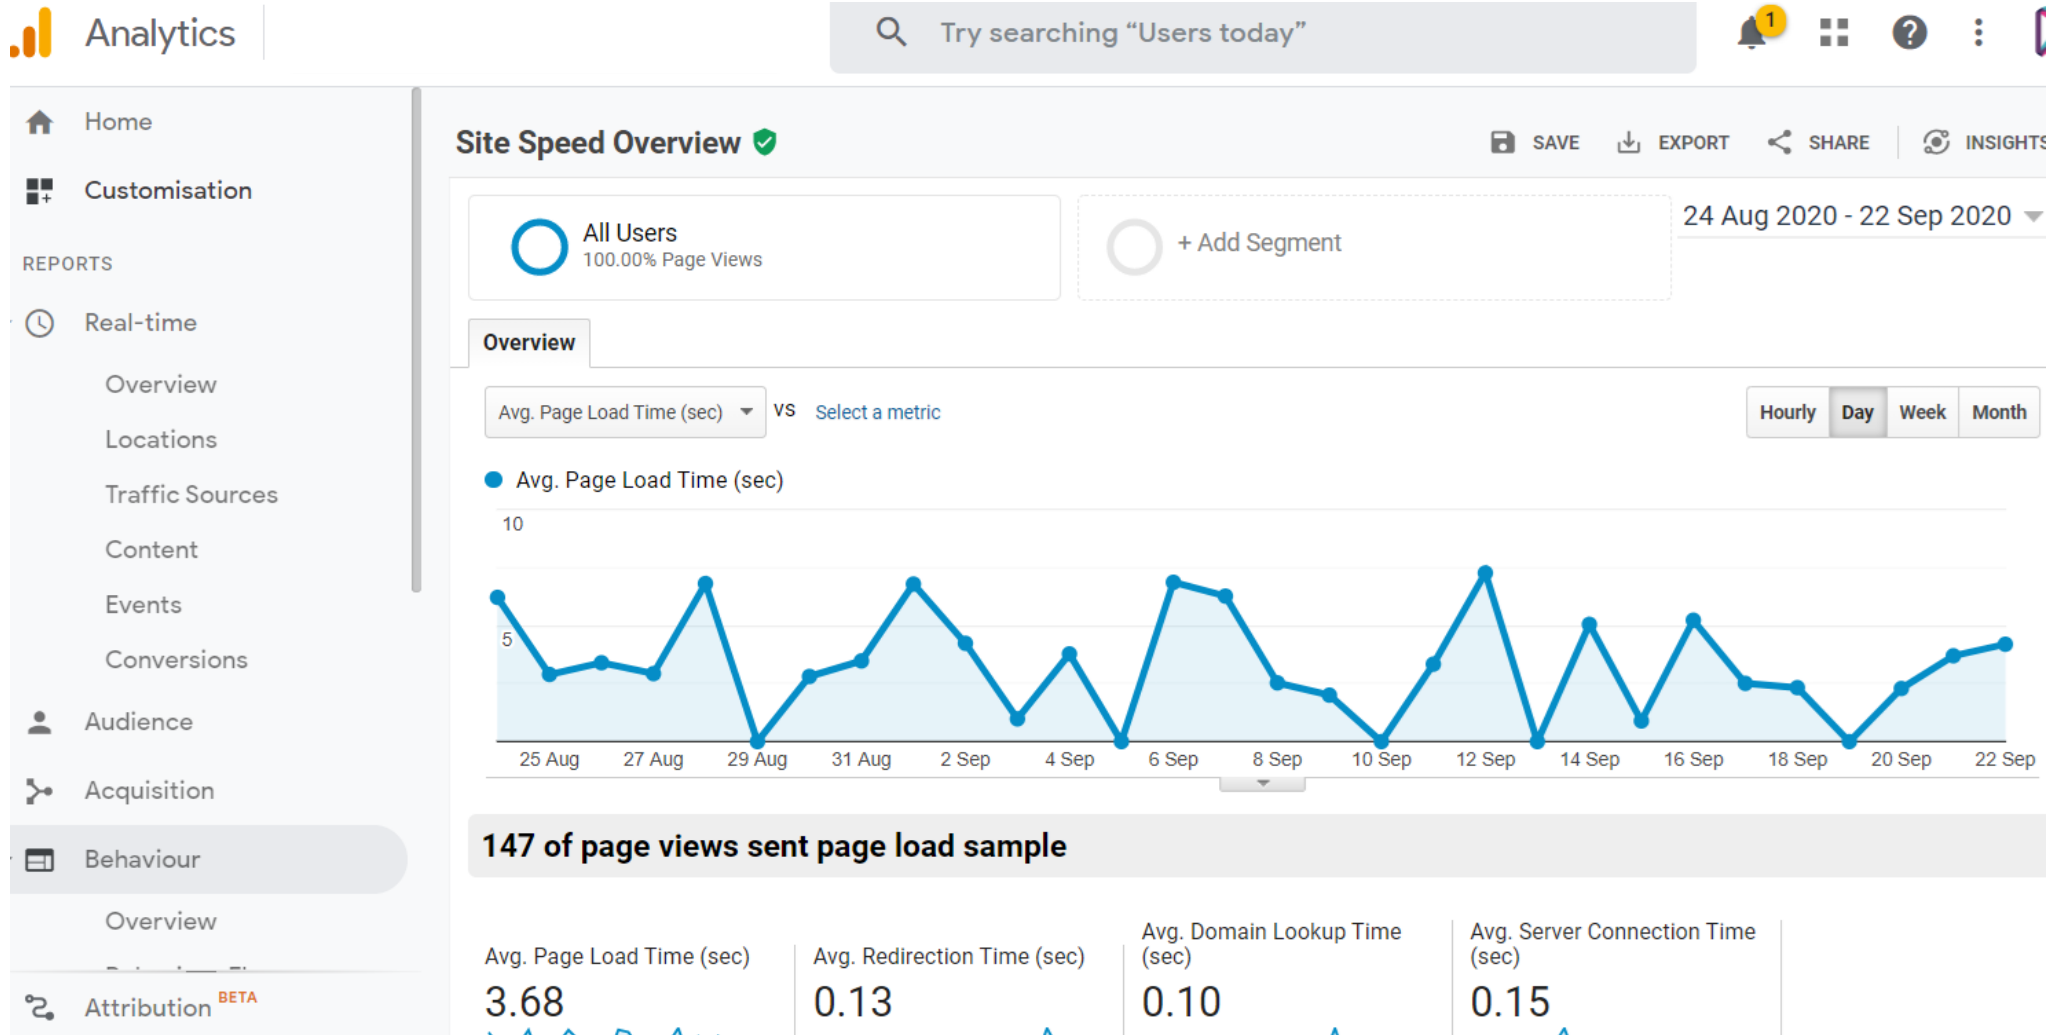 Analytics
Try searching “Users today”
1
Home
Customisation
REPORTS
Real-time
Overview
Locations
Traffic Sources
Content
Events
Conversions
Audience
Acquisition
Behaviour
Overview
Attribution BETA
Site Speed Overview
SAVE
EXPORT
SHARE
INSIGHTS
All Users
100.00% Page Views
+ Add Segment
24 Aug 2020 - 22 Sep 2020
Overview
Avg. Page Load Time (sec)
VS
Select a metric
Hourly
Day
Week
Month
Avg. Page Load Time (sec)
10
5
25 Aug
27 Aug
29 Aug
31 Aug
2 Sep
4 Sep
6 Sep
8 Sep
10 Sep
12 Sep
14 Sep
16 Sep
18 Sep
20 Sep
22 Sep
147 of page views sent page load sample
Avg. Page Load Time (sec)
3.68
Avg. Redirection Time (sec)
0.13
Avg. Domain Lookup Time
(sec)
0.10
Avg. Server Connection Time
(sec)
0.15